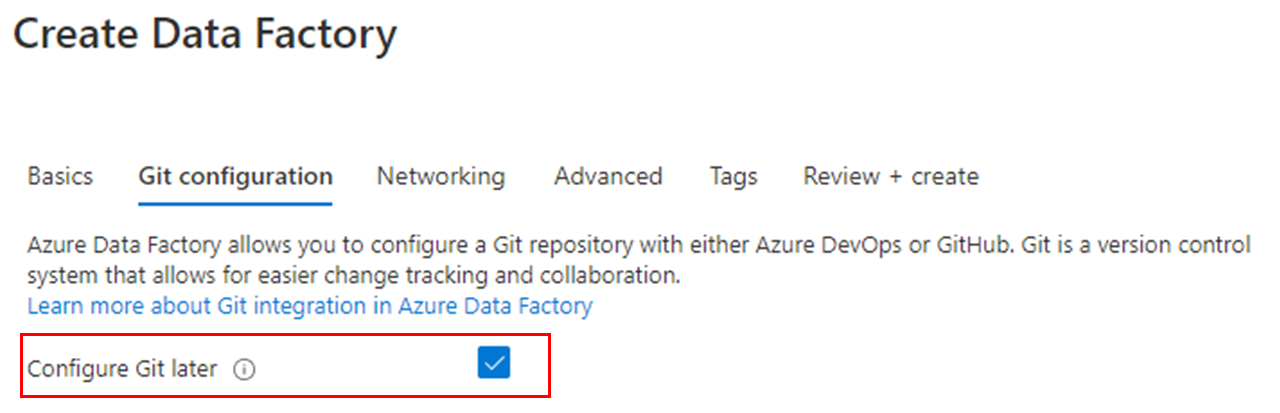 Create Data Factory
Basics Git configuration Networking Advanced Tags Review + create
Azure Data Factory allows you to configure a Git repository with either Azure DevOps or GitHub. Git is a version control
system that allows for easier change tracking and collaboration.
Learn more about Git integration in Azure Data Factory
Configure Git later